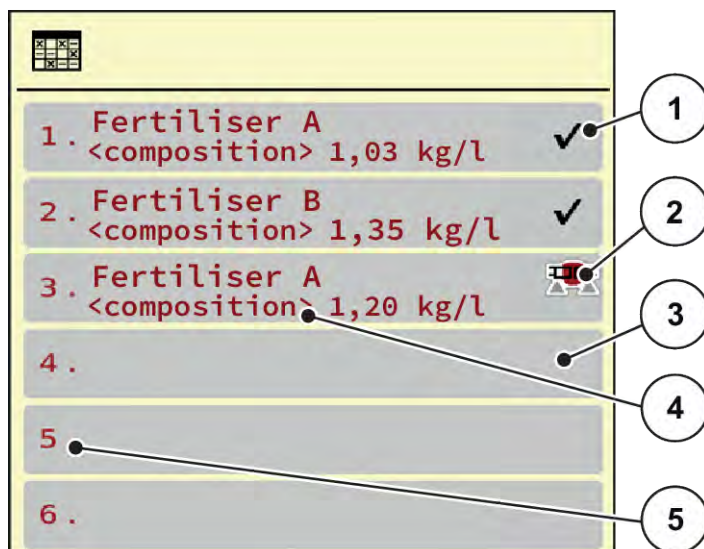 1. Fertiliser A
<composition> 1,03 kg/l
2. Fertiliser B
<composition> 1,35 kg/l
3. Fertiliser A
<composition> 1,20 kg/l
4.
5
6.
1
2
3
4
5